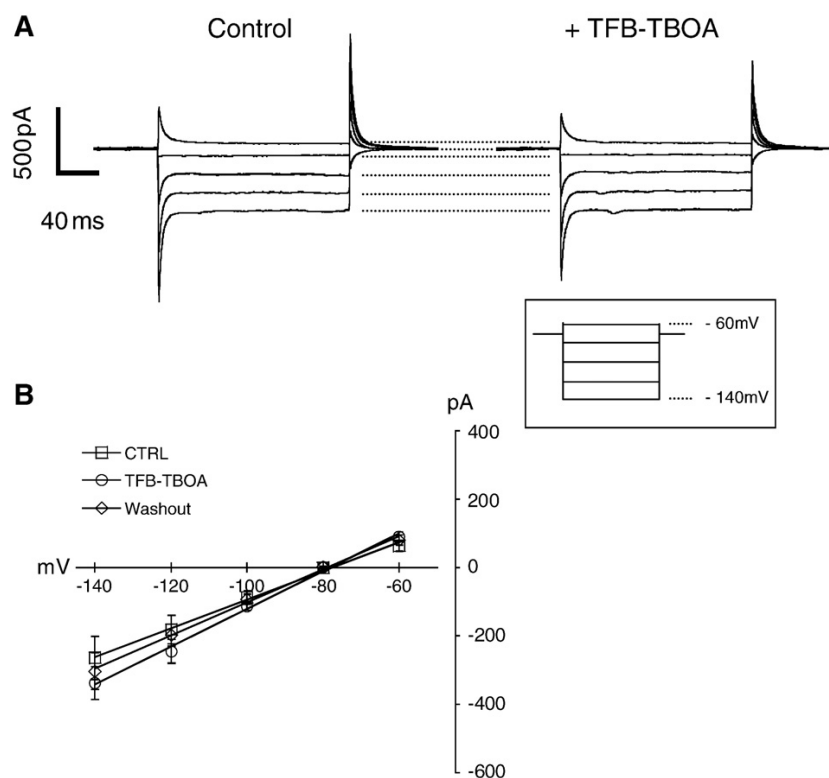 A
Control
+ TFB-TBOA
500pA
40 ms
- 60mV
- 140mV
B
pA
400
CTRL
TFB-TBOA
200
Washout
mV
0
-140 -120 -100 -80 -60
-200
-400
-600